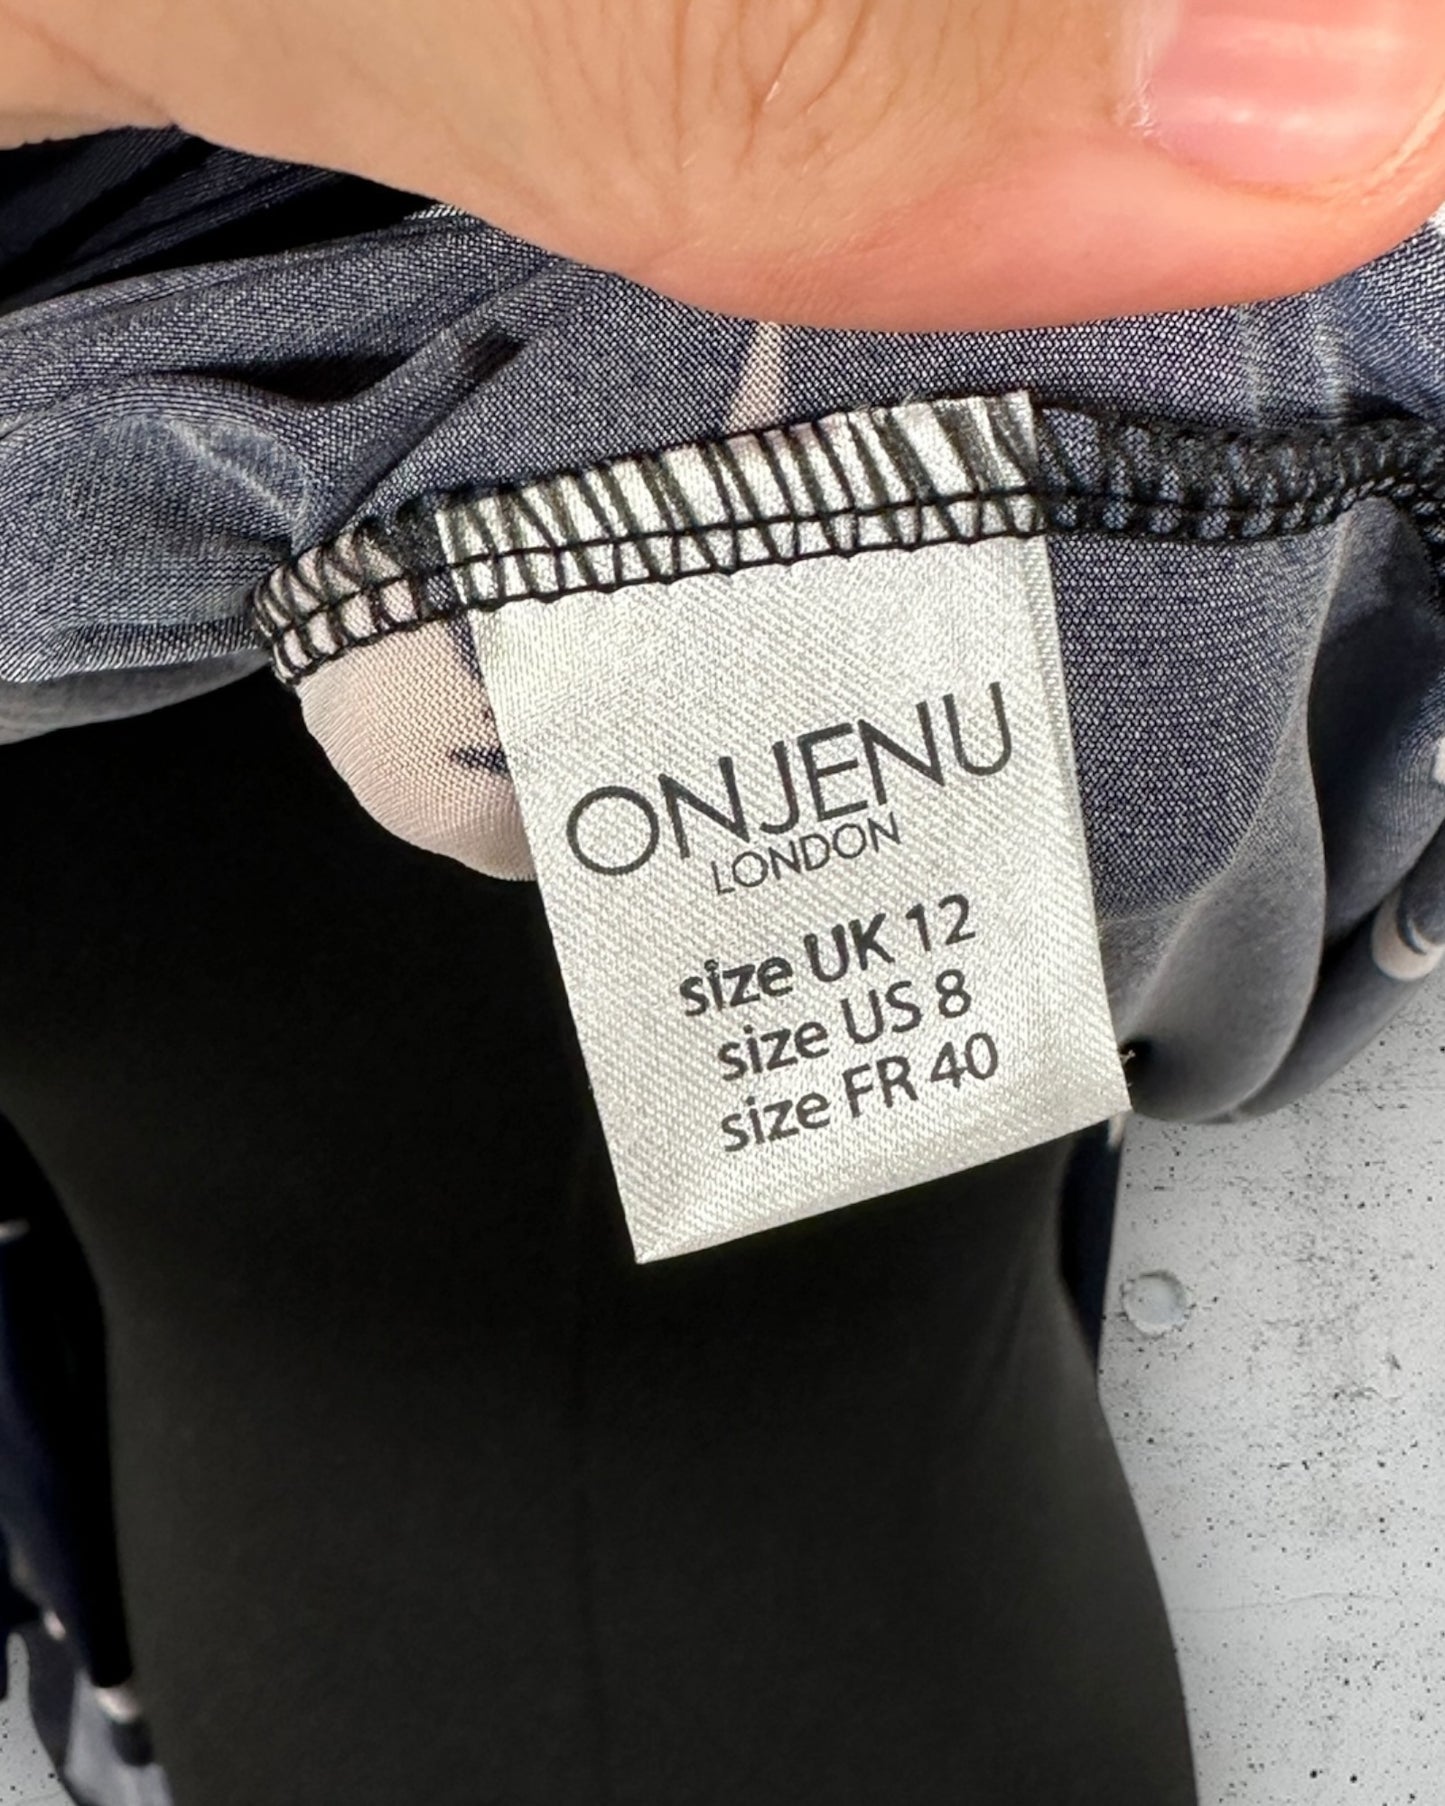 ONJENU
LONDON
size UK 12
size US 8
size FR 40